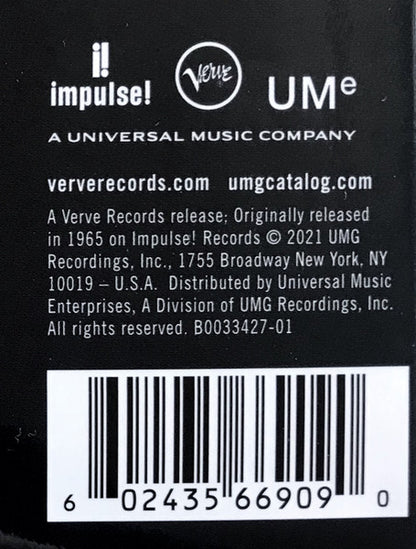 i!
impulse!
Verve
UMe
A UNIVERSAL MUSIC COMPANY
ververecords.com umgcatalog.com
A Verve Records release; Originally released
in 1965 on Impulse! Records © 2021 UMG
Recordings, Inc., 1755 Broadway New York, NY
10019 – U.S.A. Distributed by Universal Music
Enterprises, A Division of UMG Recordings, Inc.
All rights reserved. B0033427-01
6 02435 66909 0